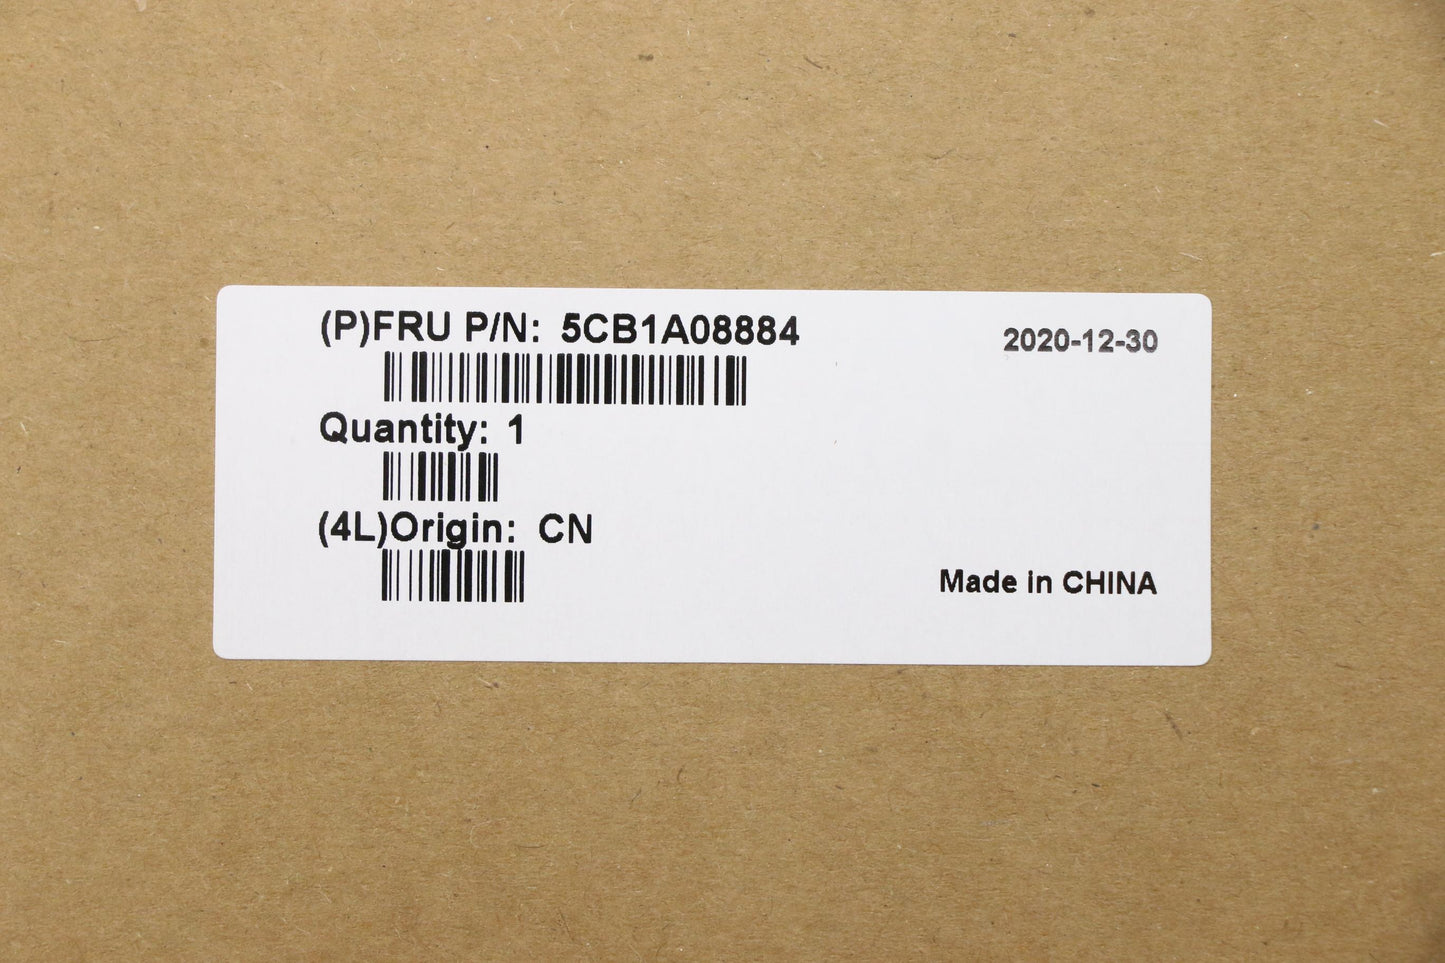 (P)FRU P/N: 5CB1A08884
2020-12-30
Quantity: 1
(4L)Origin: CN
Made in CHINA